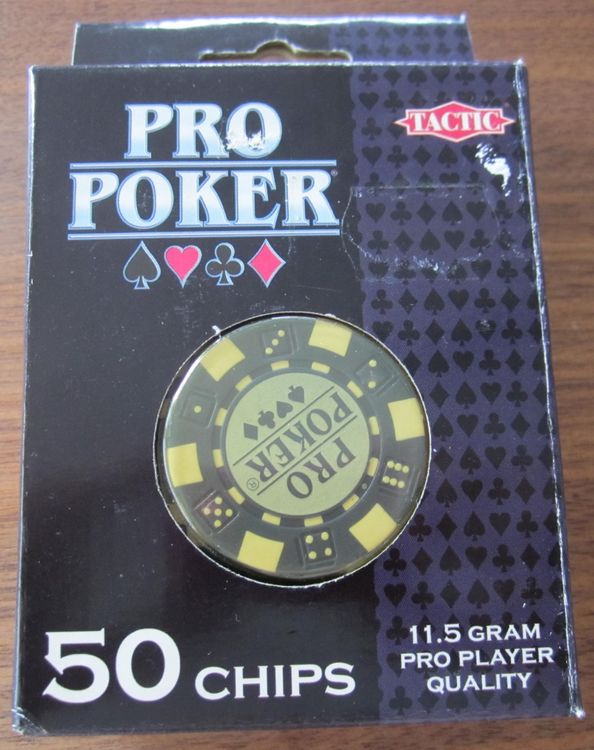 PRO
POKER®
TACTIC
PRO
POKER®
50 CHIPS
11.5 GRAM
PRO PLAYER
QUALITY